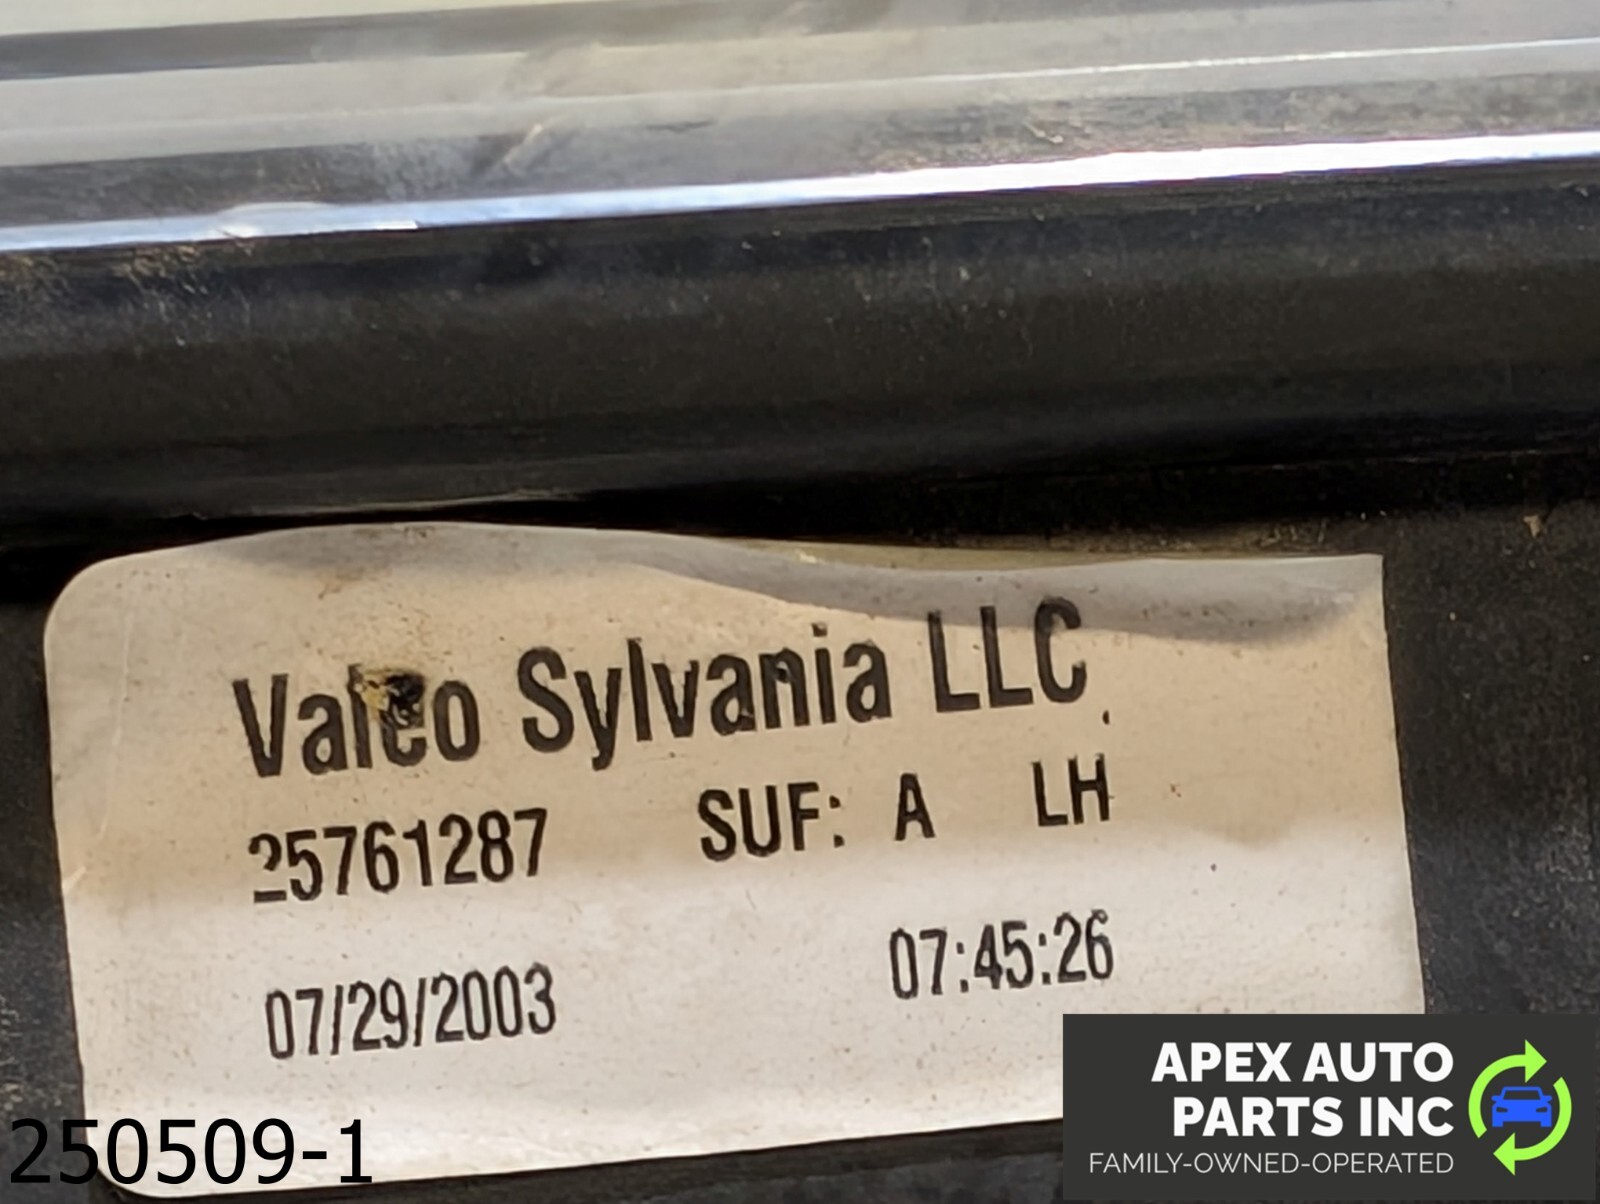 Valeo Sylvania LLC
25761287 SUF: A LH
07/29/2003 07:45:26
250509-1
APEX AUTO
PARTS INC
FAMILY-OWNED-OPERATED